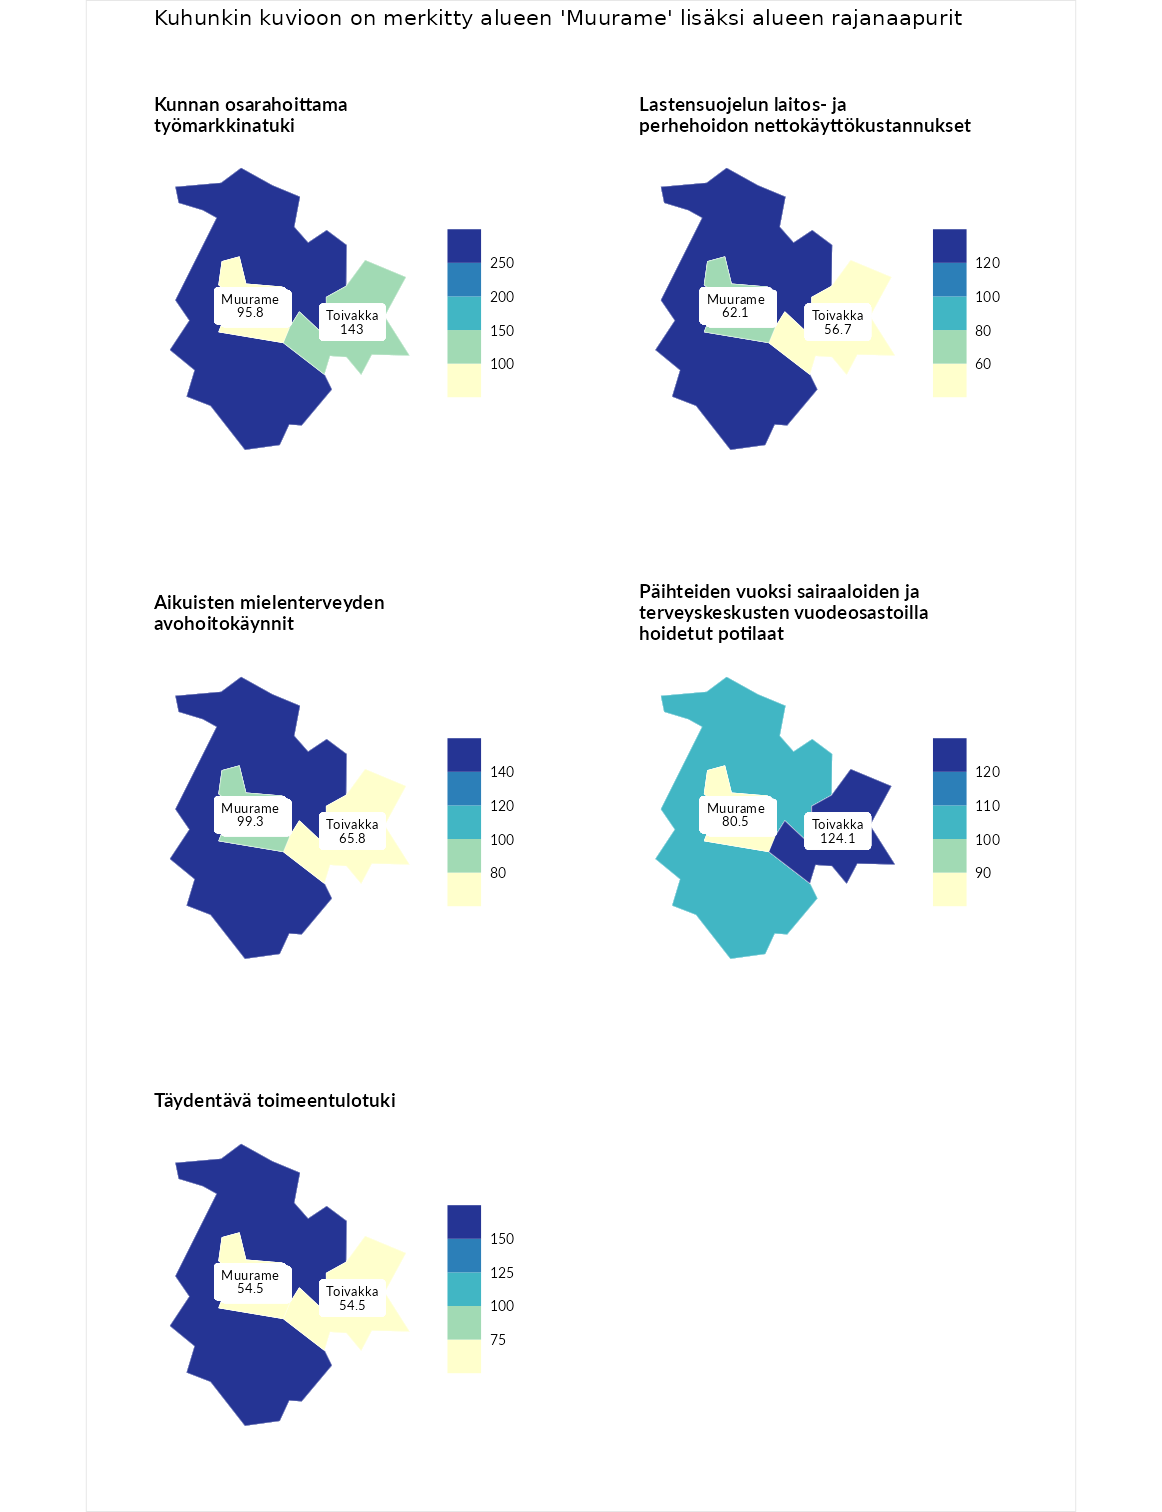 Kuhunkin kuvioon on merkitty alueen 'Muurame' lisäksi alueen rajanaapurit
Kunnan osarahoittama
työmarkkinatuki
Muurame
95.8
Toivakka
143
250
200
150
100
Lastensuojelun laitos- ja
perhehoidon nettokäyttökustannukset
Muurame
62.1
Toivakka
56.7
120
100
80
60
Aikuisten mielenterveyden
avohoitokäynnit
Muurame
99.3
Toivakka
65.8
140
120
100
80
Päihteiden vuoksi sairaaloiden ja
terveyskeskusten vuodeosastoilla
hoidetut potilaat
Muurame
80.5
Toivakka
124.1
120
110
100
90
Täydentävä toimeentulotuki
Muurame
54.5
Toivakka
54.5
150
125
100
75